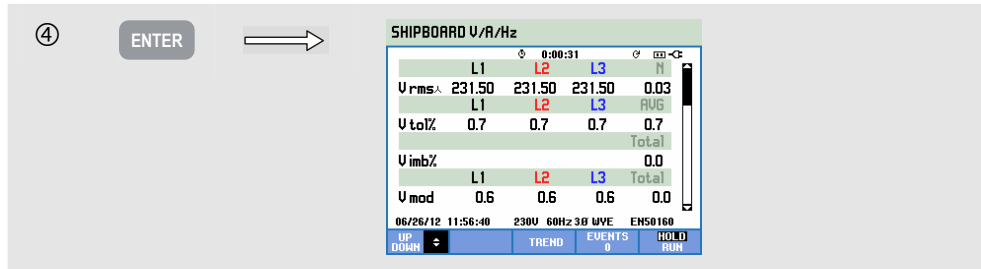 ④ ENTER
SHIPBOARD V/A/Hz
0:00:31
L1 L2 L3 N
V rms⅄ 231.50 231.50 231.50 0.03
L1 L2 L3 AVG
V tol% 0.7 0.7 0.7 0.7
Total
V imb% 0.0
L1 L2 L3 Total
V mod 0.6 0.6 0.6 0.0
06/26/12 11:56:40 230V 60Hz 3Ø WYE EN50160
UP DOWN TREND EVENTS 0 HOLD RUN